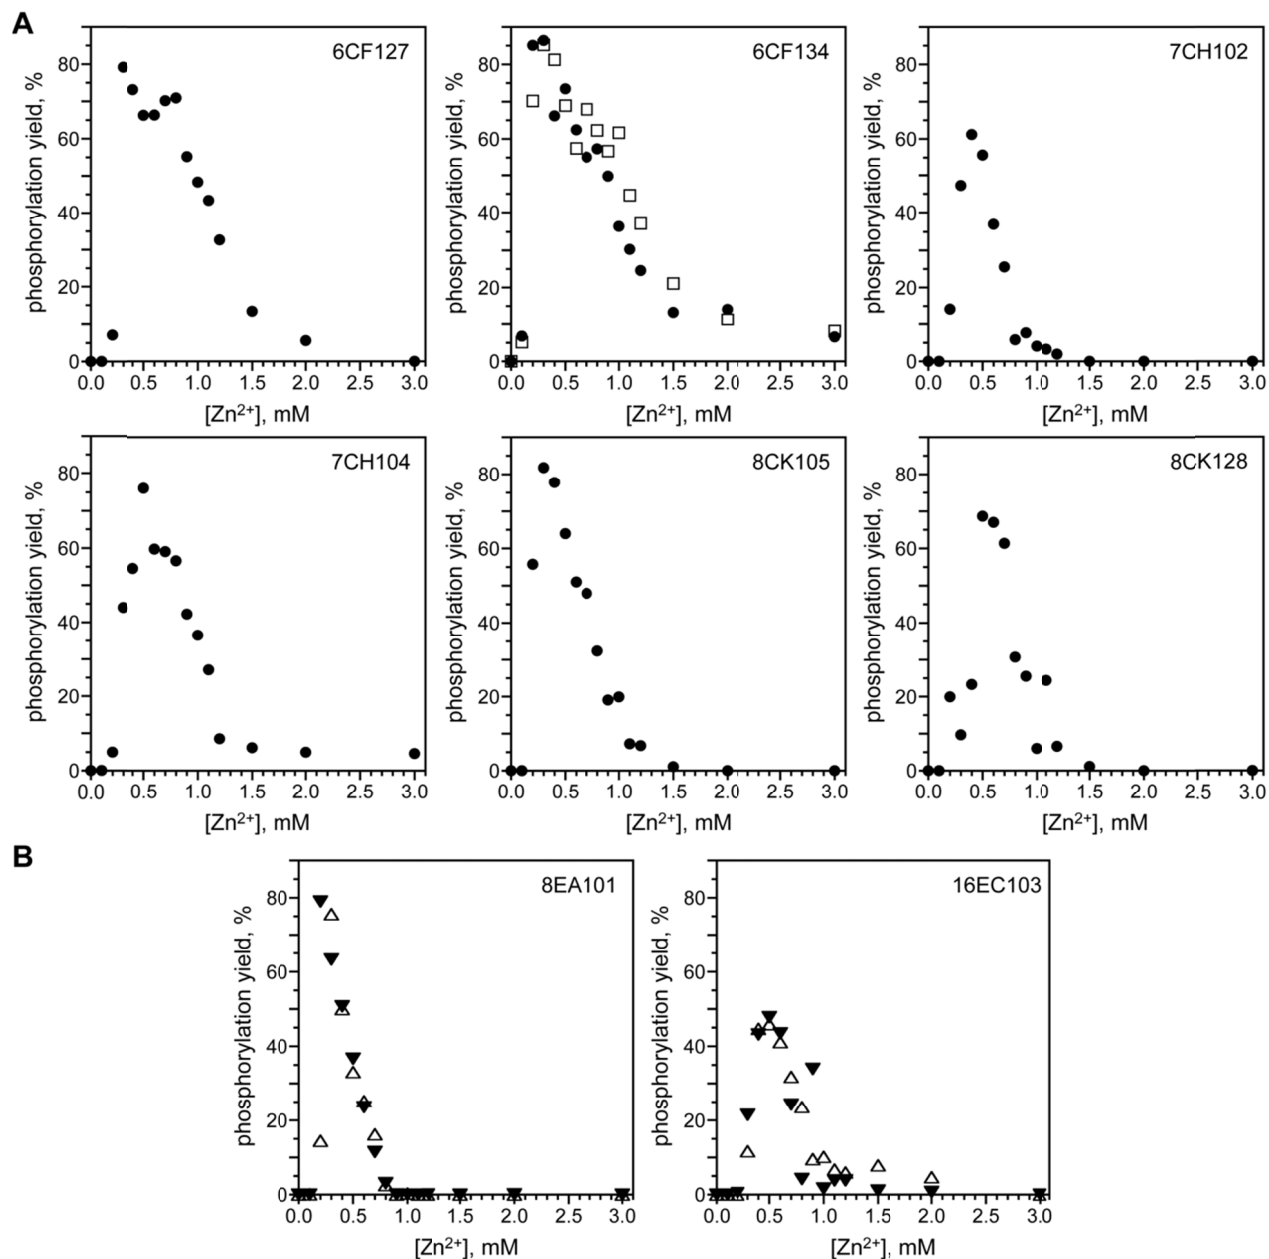 A
6CF127
phosphorylation yield, %
80
60
40
20
0
0.0 0.5 1.0 1.5 2.0 2.5 3.0
[Zn²⁺], mM
6CF134
phosphorylation yield, %
80
60
40
20
0
0.0 0.5 1.0 1.5 2.0 2.5 3.0
[Zn²⁺], mM
7CH102
phosphorylation yield, %
80
60
40
20
0
0.0 0.5 1.0 1.5 2.0 2.5 3.0
[Zn²⁺], mM
7CH104
phosphorylation yield, %
80
60
40
20
0
0.0 0.5 1.0 1.5 2.0 2.5 3.0
[Zn²⁺], mM
8CK105
phosphorylation yield, %
80
60
40
20
0
0.0 0.5 1.0 1.5 2.0 2.5 3.0
[Zn²⁺], mM
8CK128
phosphorylation yield, %
80
60
40
20
0
0.0 0.5 1.0 1.5 2.0 2.5 3.0
[Zn²⁺], mM
B
8EA101
phosphorylation yield, %
80
60
40
20
0
0.0 0.5 1.0 1.5 2.0 2.5 3.0
[Zn²⁺], mM
16EC103
phosphorylation yield, %
80
60
40
20
0
0.0 0.5 1.0 1.5 2.0 2.5 3.0
[Zn²⁺], mM